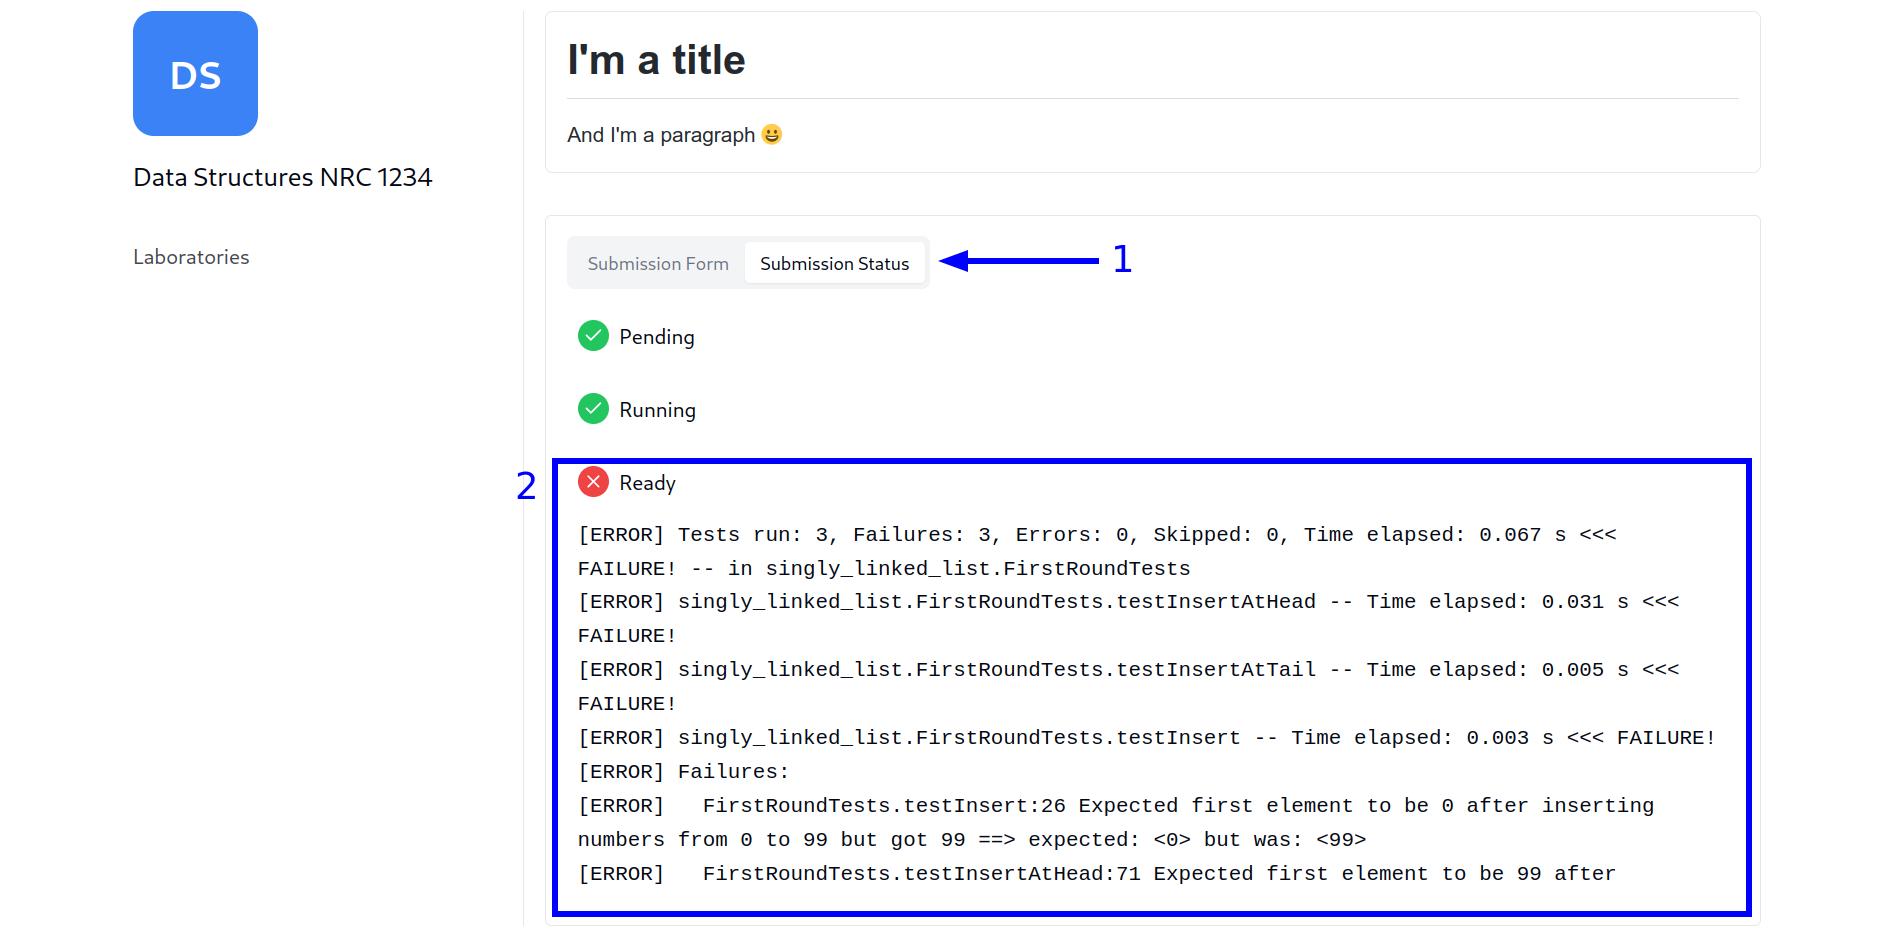 DS
Data Structures NRC 1234
Laboratories
I'm a title
And I'm a paragraph 😀
Submission Form Submission Status
1
Pending
Running
2
Ready
[ERROR] Tests run: 3, Failures: 3, Errors: 0, Skipped: 0, Time elapsed: 0.067 s <<<
FAILURE! -- in singly_linked_list.FirstRoundTests
[ERROR] singly_linked_list.FirstRoundTests.testInsertAtHead -- Time elapsed: 0.031 s <<<
FAILURE!
[ERROR] singly_linked_list.FirstRoundTests.testInsertAtTail -- Time elapsed: 0.005 s <<<
FAILURE!
[ERROR] singly_linked_list.FirstRoundTests.testInsert -- Time elapsed: 0.003 s <<< FAILURE!
[ERROR] Failures:
[ERROR]   FirstRoundTests.testInsert:26 Expected first element to be 0 after inserting
numbers from 0 to 99 but got 99 ==> expected: <0> but was: <99>
[ERROR]   FirstRoundTests.testInsertAtHead:71 Expected first element to be 99 after